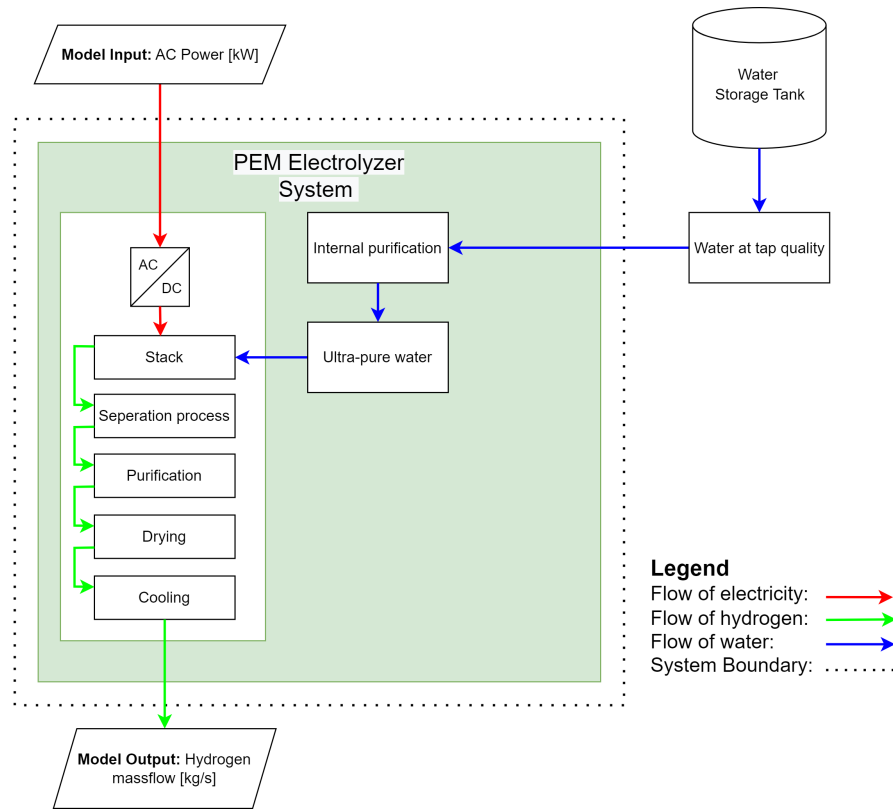 Model Input: AC Power [kW]
Water
Storage Tank
PEM Electrolyzer
System
Internal purification
Water at tap quality
AC
DC
Stack
Ultra-pure water
Seperation process
Purification
Drying
Cooling
Legend
Flow of electricity:
Flow of hydrogen:
Flow of water:
System Boundary:
Model Output: Hydrogen
massflow [kg/s]